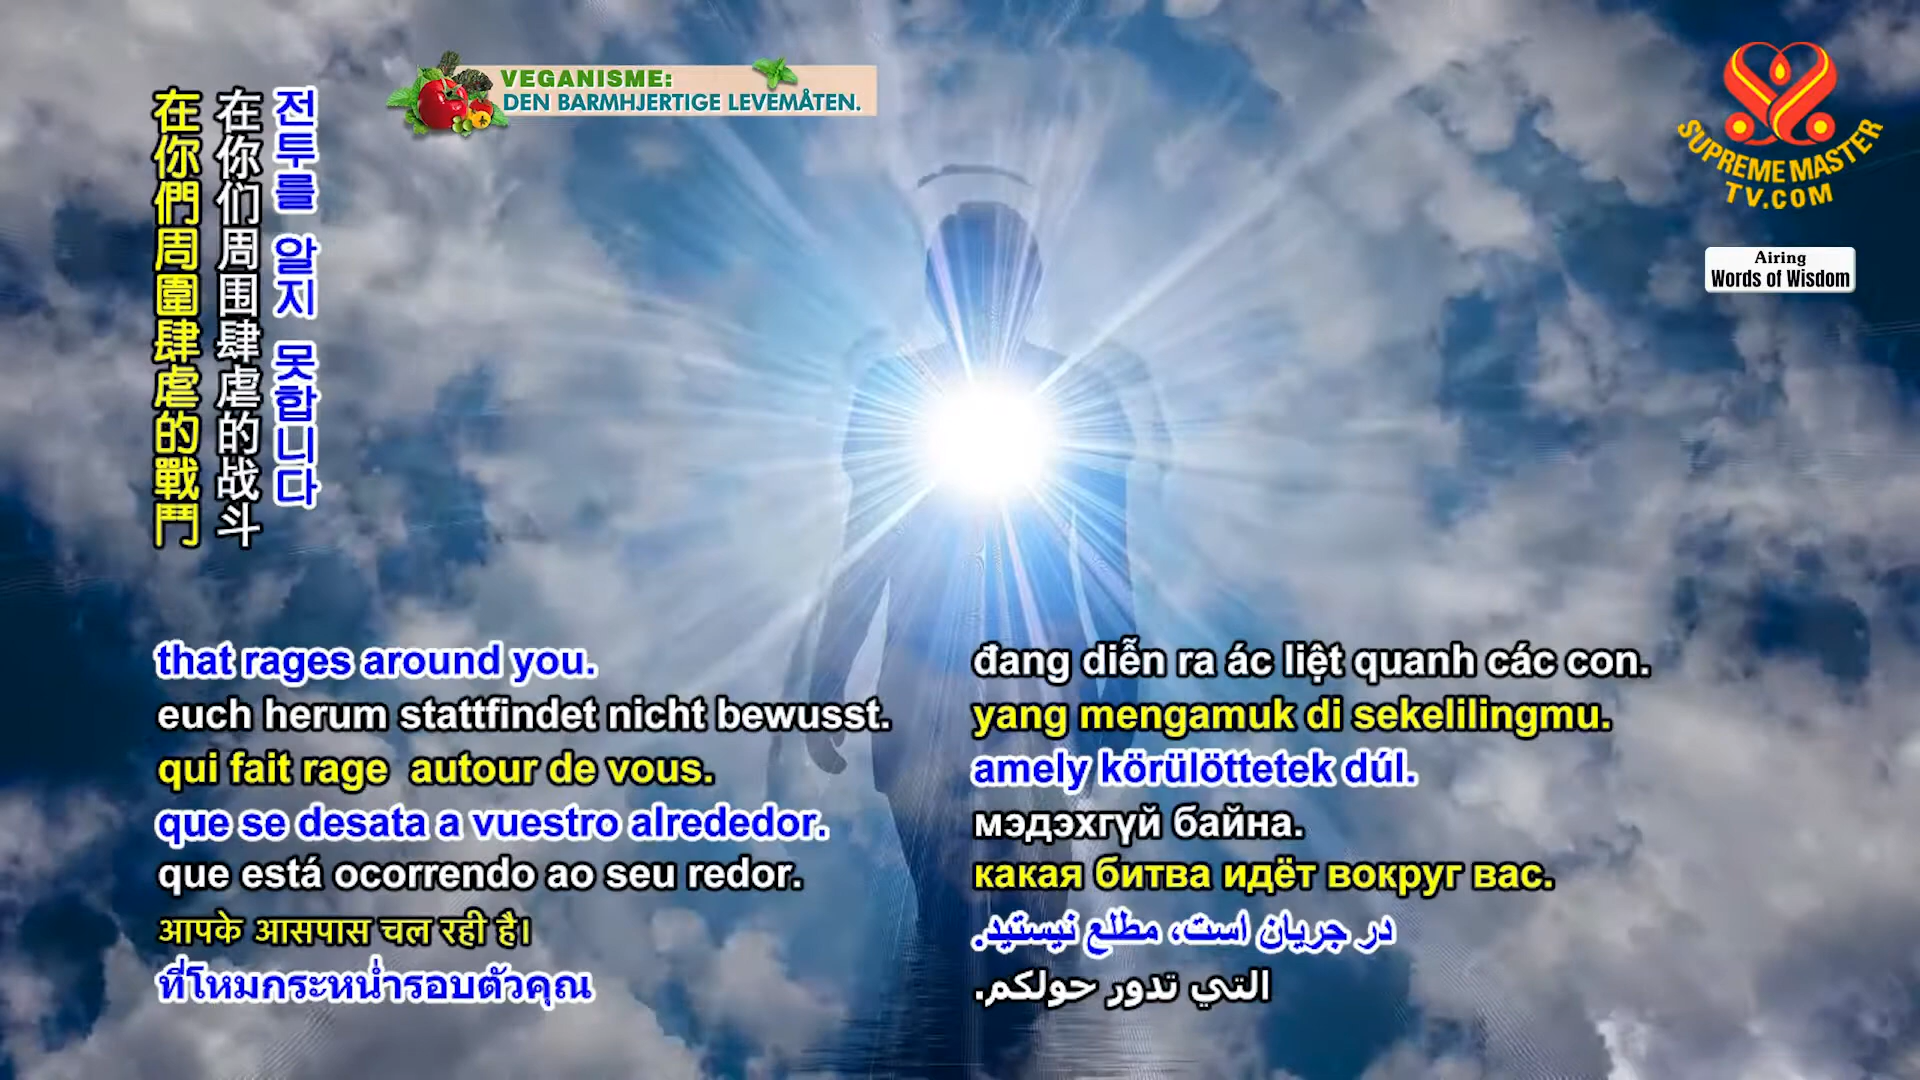 VEGANISME:
DEN BARMHJERTIGE LEVEMÅTEN.
SUPREME MASTER
TV.COM
Airing
Words of Wisdom
전투를 알지 못합니다
在你们周围肆虐的战斗
在你們周圍肆虐的戰鬥
that rages around you.
euch herum stattfindet nicht bewusst.
qui fait rage autour de vous.
que se desata a vuestro alrededor.
que está ocorrendo ao seu redor.
आपके आसपास चल रही है।
ที่โหมกระหน่ำรอบตัวคุณ
đang diễn ra ác liệt quanh các con.
yang mengamuk di sekelilingmu.
amely körülöttetek dúl.
мэдэхгүй байна.
какая битва идёт вокруг вас.
در جریان است، مطلع نیستید.
التي تدور حولكم.